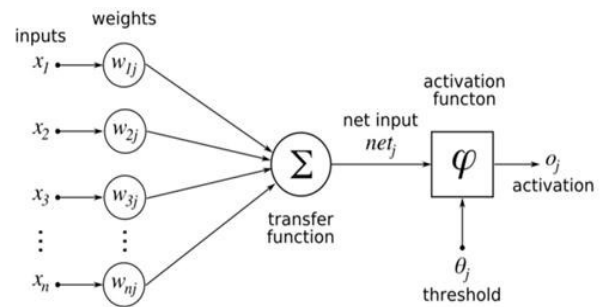 weights
inputs
x1
w1j
x2
w2j
x3
w3j
⋮
⋮
xn
wnj
Σ
transfer
function
net input
netj
activation
functon
φ
oj
activation
θj
threshold